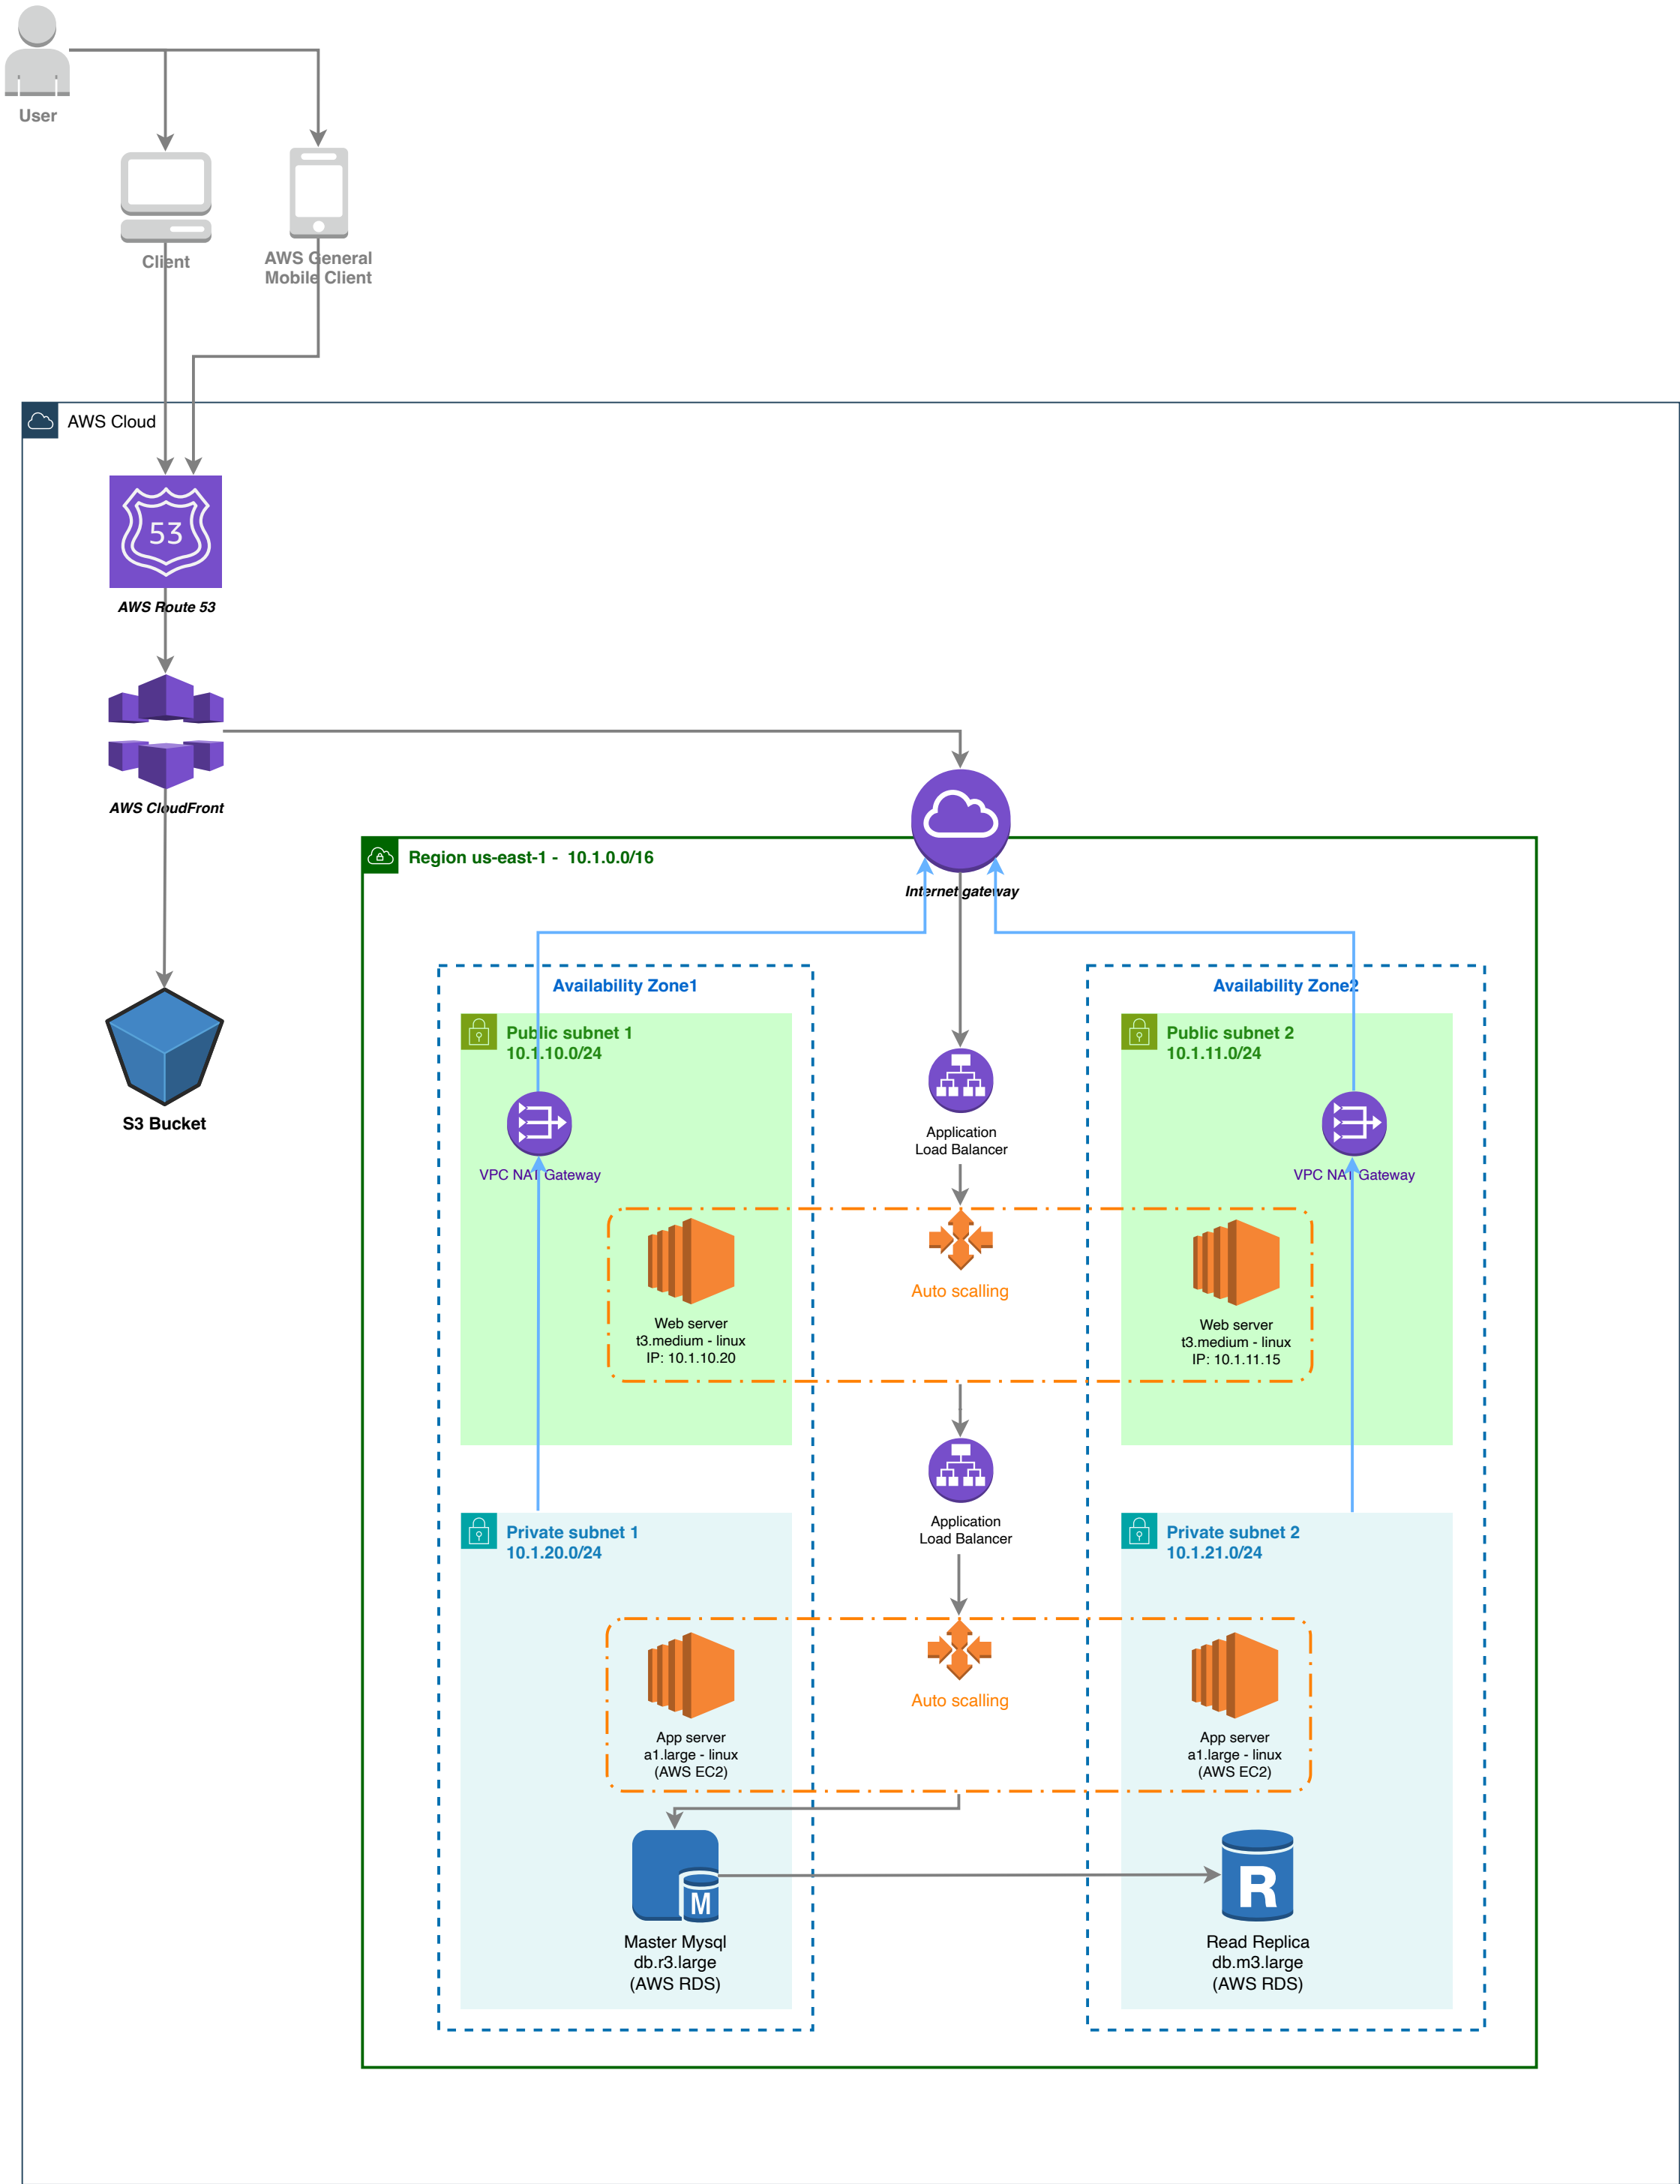 User
Client
AWS General
Mobile Client
AWS Cloud
53
AWS Route 53
AWS CloudFront
S3 Bucket
Internet gateway
Region us-east-1 -  10.1.0.0/16
Availability Zone1
Public subnet 1
10.1.10.0/24
VPC NAT Gateway
Web server
t3.medium - linux
IP: 10.1.10.20
Application
Load Balancer
Auto scalling
Availability Zone2
Public subnet 2
10.1.11.0/24
VPC NAT Gateway
Web server
t3.medium - linux
IP: 10.1.11.15
Application
Load Balancer
Private subnet 1
10.1.20.0/24
App server
a1.large - linux
(AWS EC2)
Auto scalling
Private subnet 2
10.1.21.0/24
App server
a1.large - linux
(AWS EC2)
M
Master Mysql
db.r3.large
(AWS RDS)
R
Read Replica
db.m3.large
(AWS RDS)